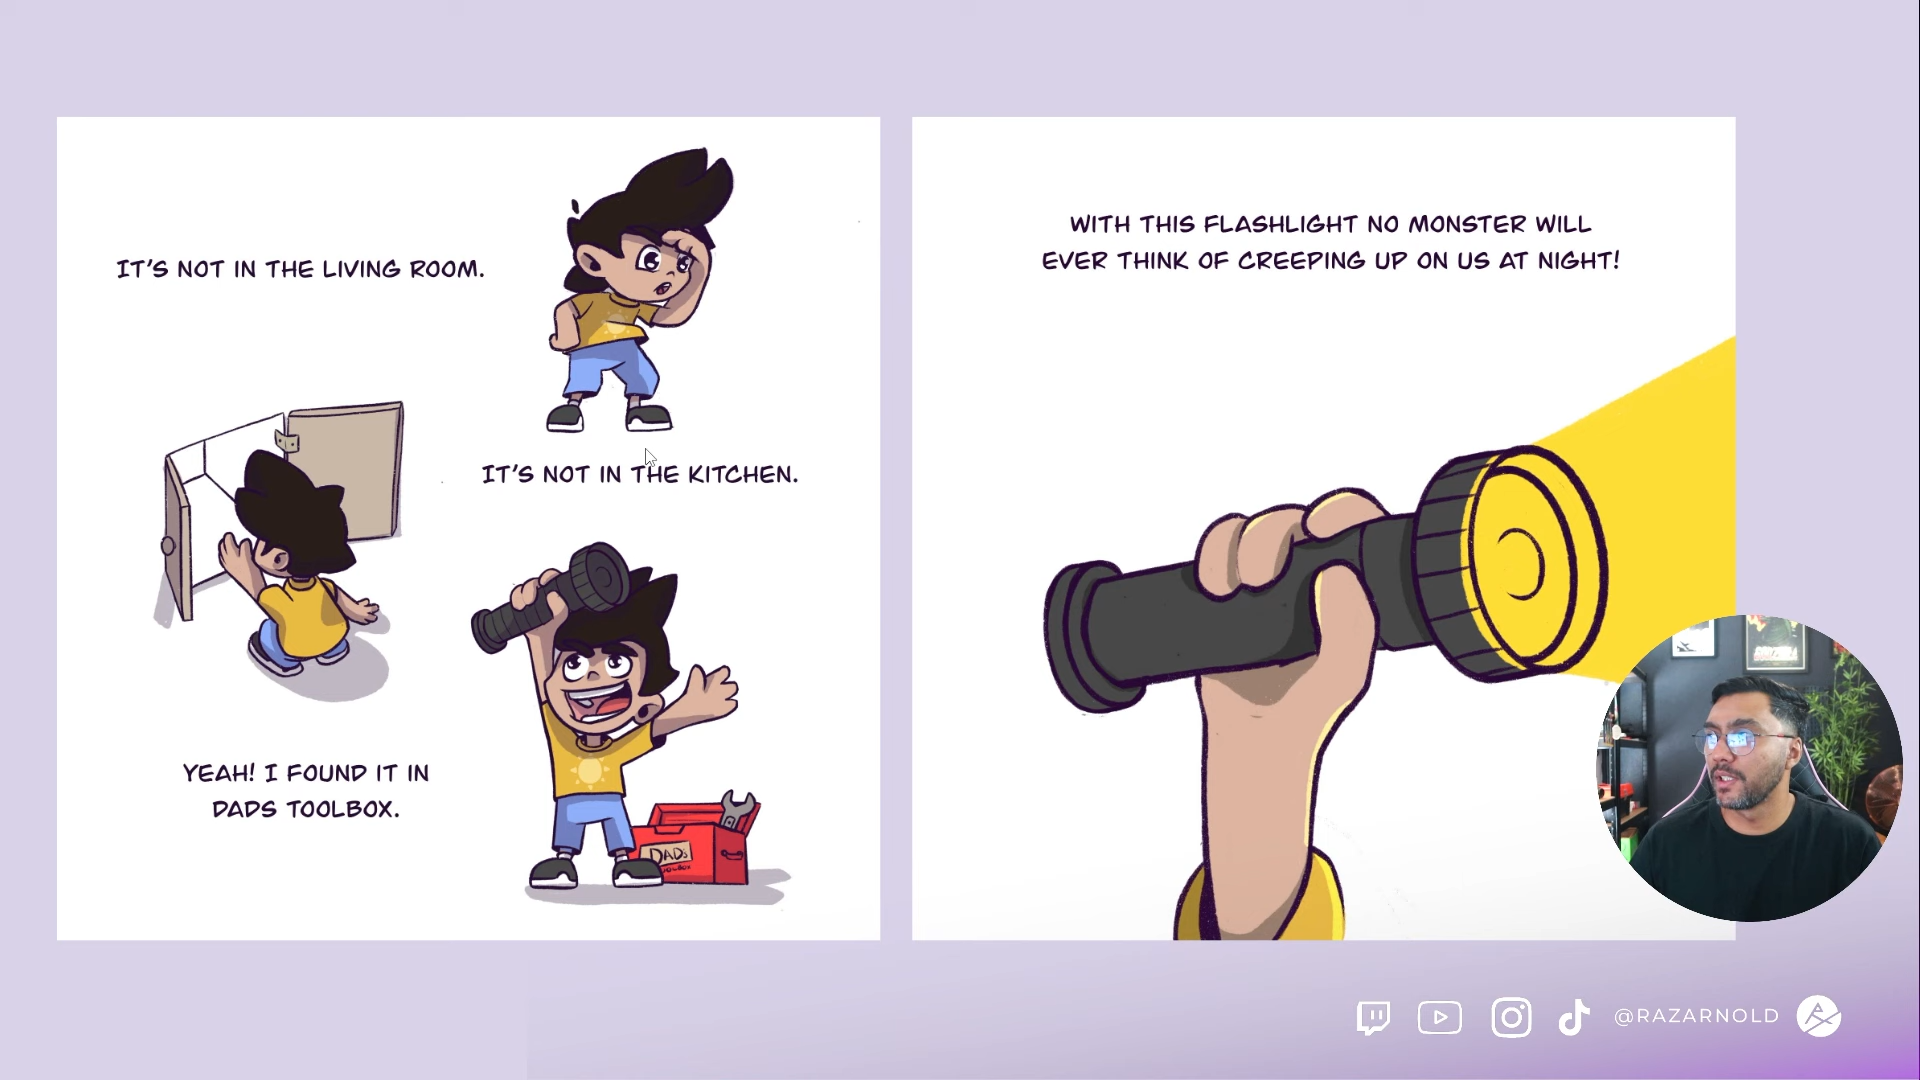 IT'S NOT IN THE LIVING ROOM.
IT'S NOT IN THE KITCHEN.
YEAH! I FOUND IT IN
DADS TOOLBOX.
DAD'S
WITH THIS FLASHLIGHT NO MONSTER WILL
EVER THINK OF CREEPING UP ON US AT NIGHT!
@RAZARNOLD